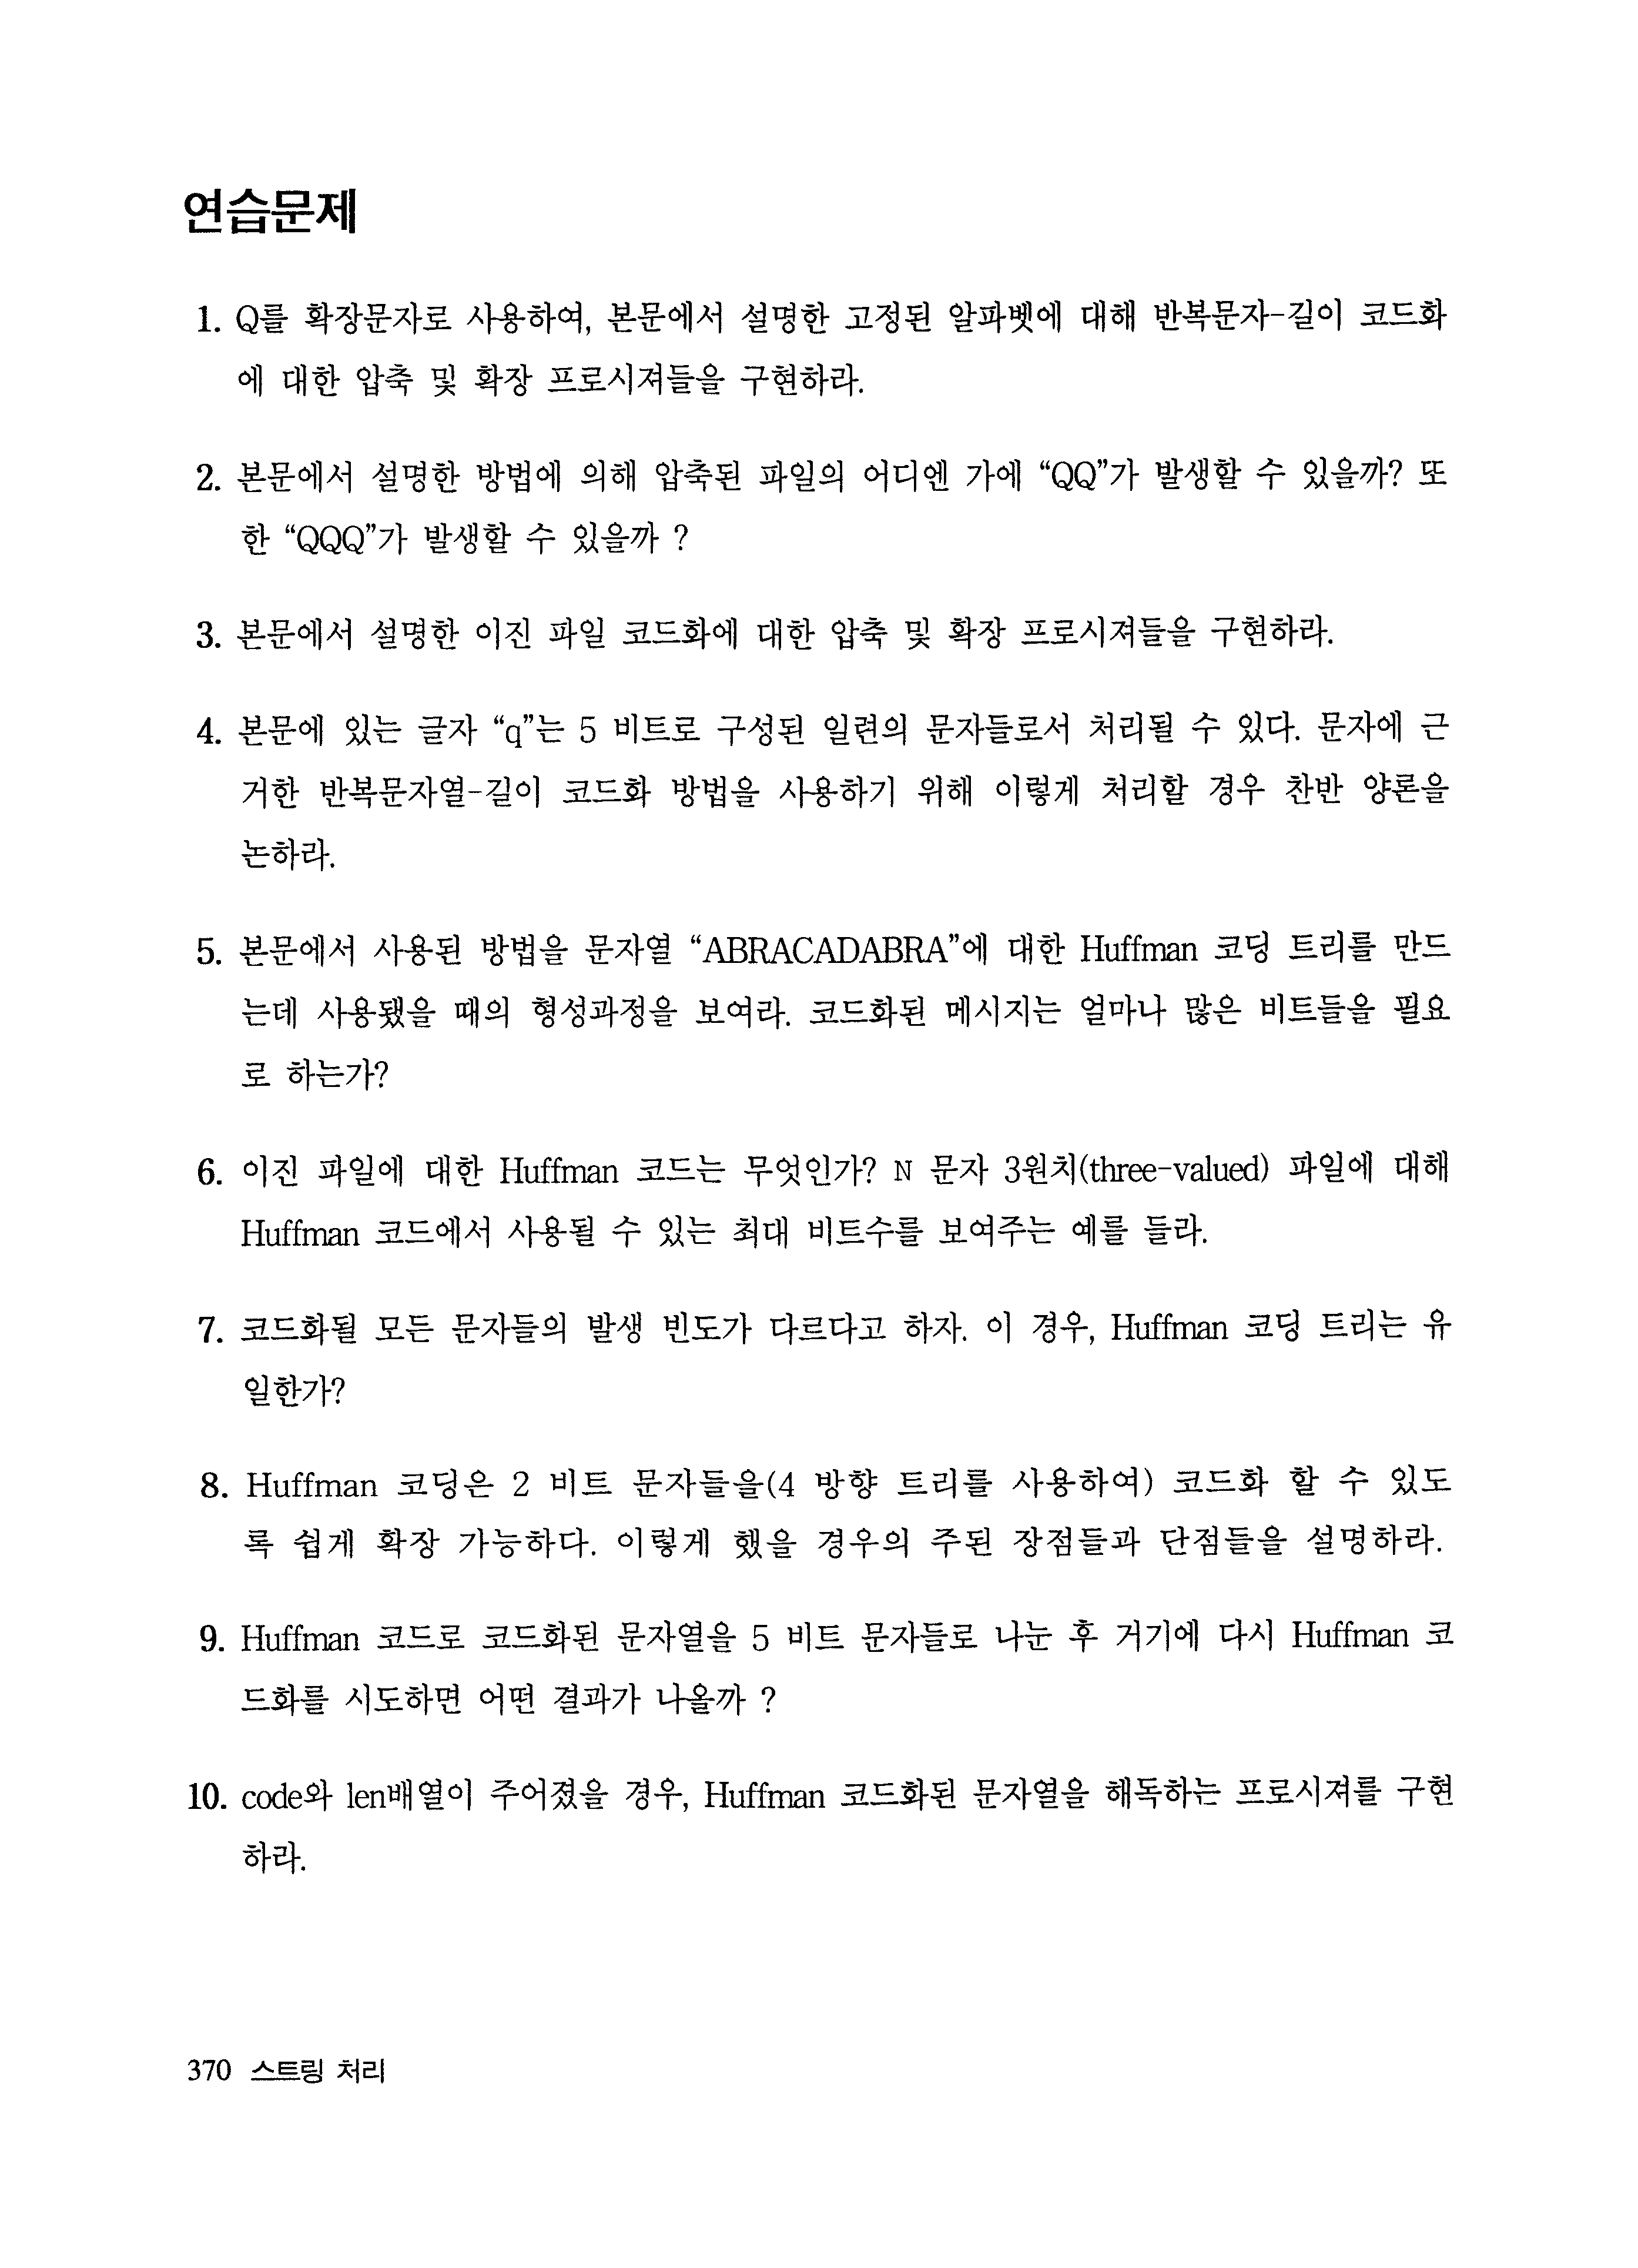 연습문제
1. Q를 확장문자로 사용하여, 본문에서 설명한 고정된 알파벳에 대해 반복문자-길이 코드화
에 대한 압축 및 확장 프로시져들을 구현하라.
2. 본문에서 설명한 방법에 의해 압축된 파일의 어디엔 가에 “QQ”가 발생할 수 있을까? 또
한 “QQQ”가 발생할 수 있을까 ?
3. 본문에서 설명한 이진 파일 코드화에 대한 압축 및 확장 프로시져들을 구현하라.
4. 본문에 있는 글자 “q”는 5 비트로 구성된 일련의 문자들로서 처리될 수 있다. 문자에 근
거한 반복문자열-길이 코드화 방법을 사용하기 위해 이렇게 처리할 경우 찬반 양론을
논하라.
5. 본문에서 사용된 방법을 문자열 “ABRACADABRA”에 대한 Huffman 코딩 트리를 만드
는데 사용됐을 때의 형성과정을 보여라. 코드화된 메시지는 얼마나 많은 비트들을 필요
로 하는가?
6. 이진 파일에 대한 Huffman 코드는 무엇인가? N 문자 3원치(three-valued) 파일에 대해
Huffman 코드에서 사용될 수 있는 최대 비트수를 보여주는 예를 들라.
7. 코드화될 모든 문자들의 발생 빈도가 다르다고 하자. 이 경우, Huffman 코딩 트리는 유
일한가?
8. Huffman 코딩은 2 비트 문자들을(4 방향 트리를 사용하여) 코드화 할 수 있도
록 쉽게 확장 가능하다. 이렇게 했을 경우의 주된 장점들과 단점들을 설명하라.
9. Huffman 코드로 코드화된 문자열을 5 비트 문자들로 나눈 후 거기에 다시 Huffman 코
드화를 시도하면 어떤 결과가 나올까 ?
10. code와 len배열이 주어졌을 경우, Huffman 코드화된 문자열을 해독하는 프로시져를 구현
하라.
370 스트링 처리